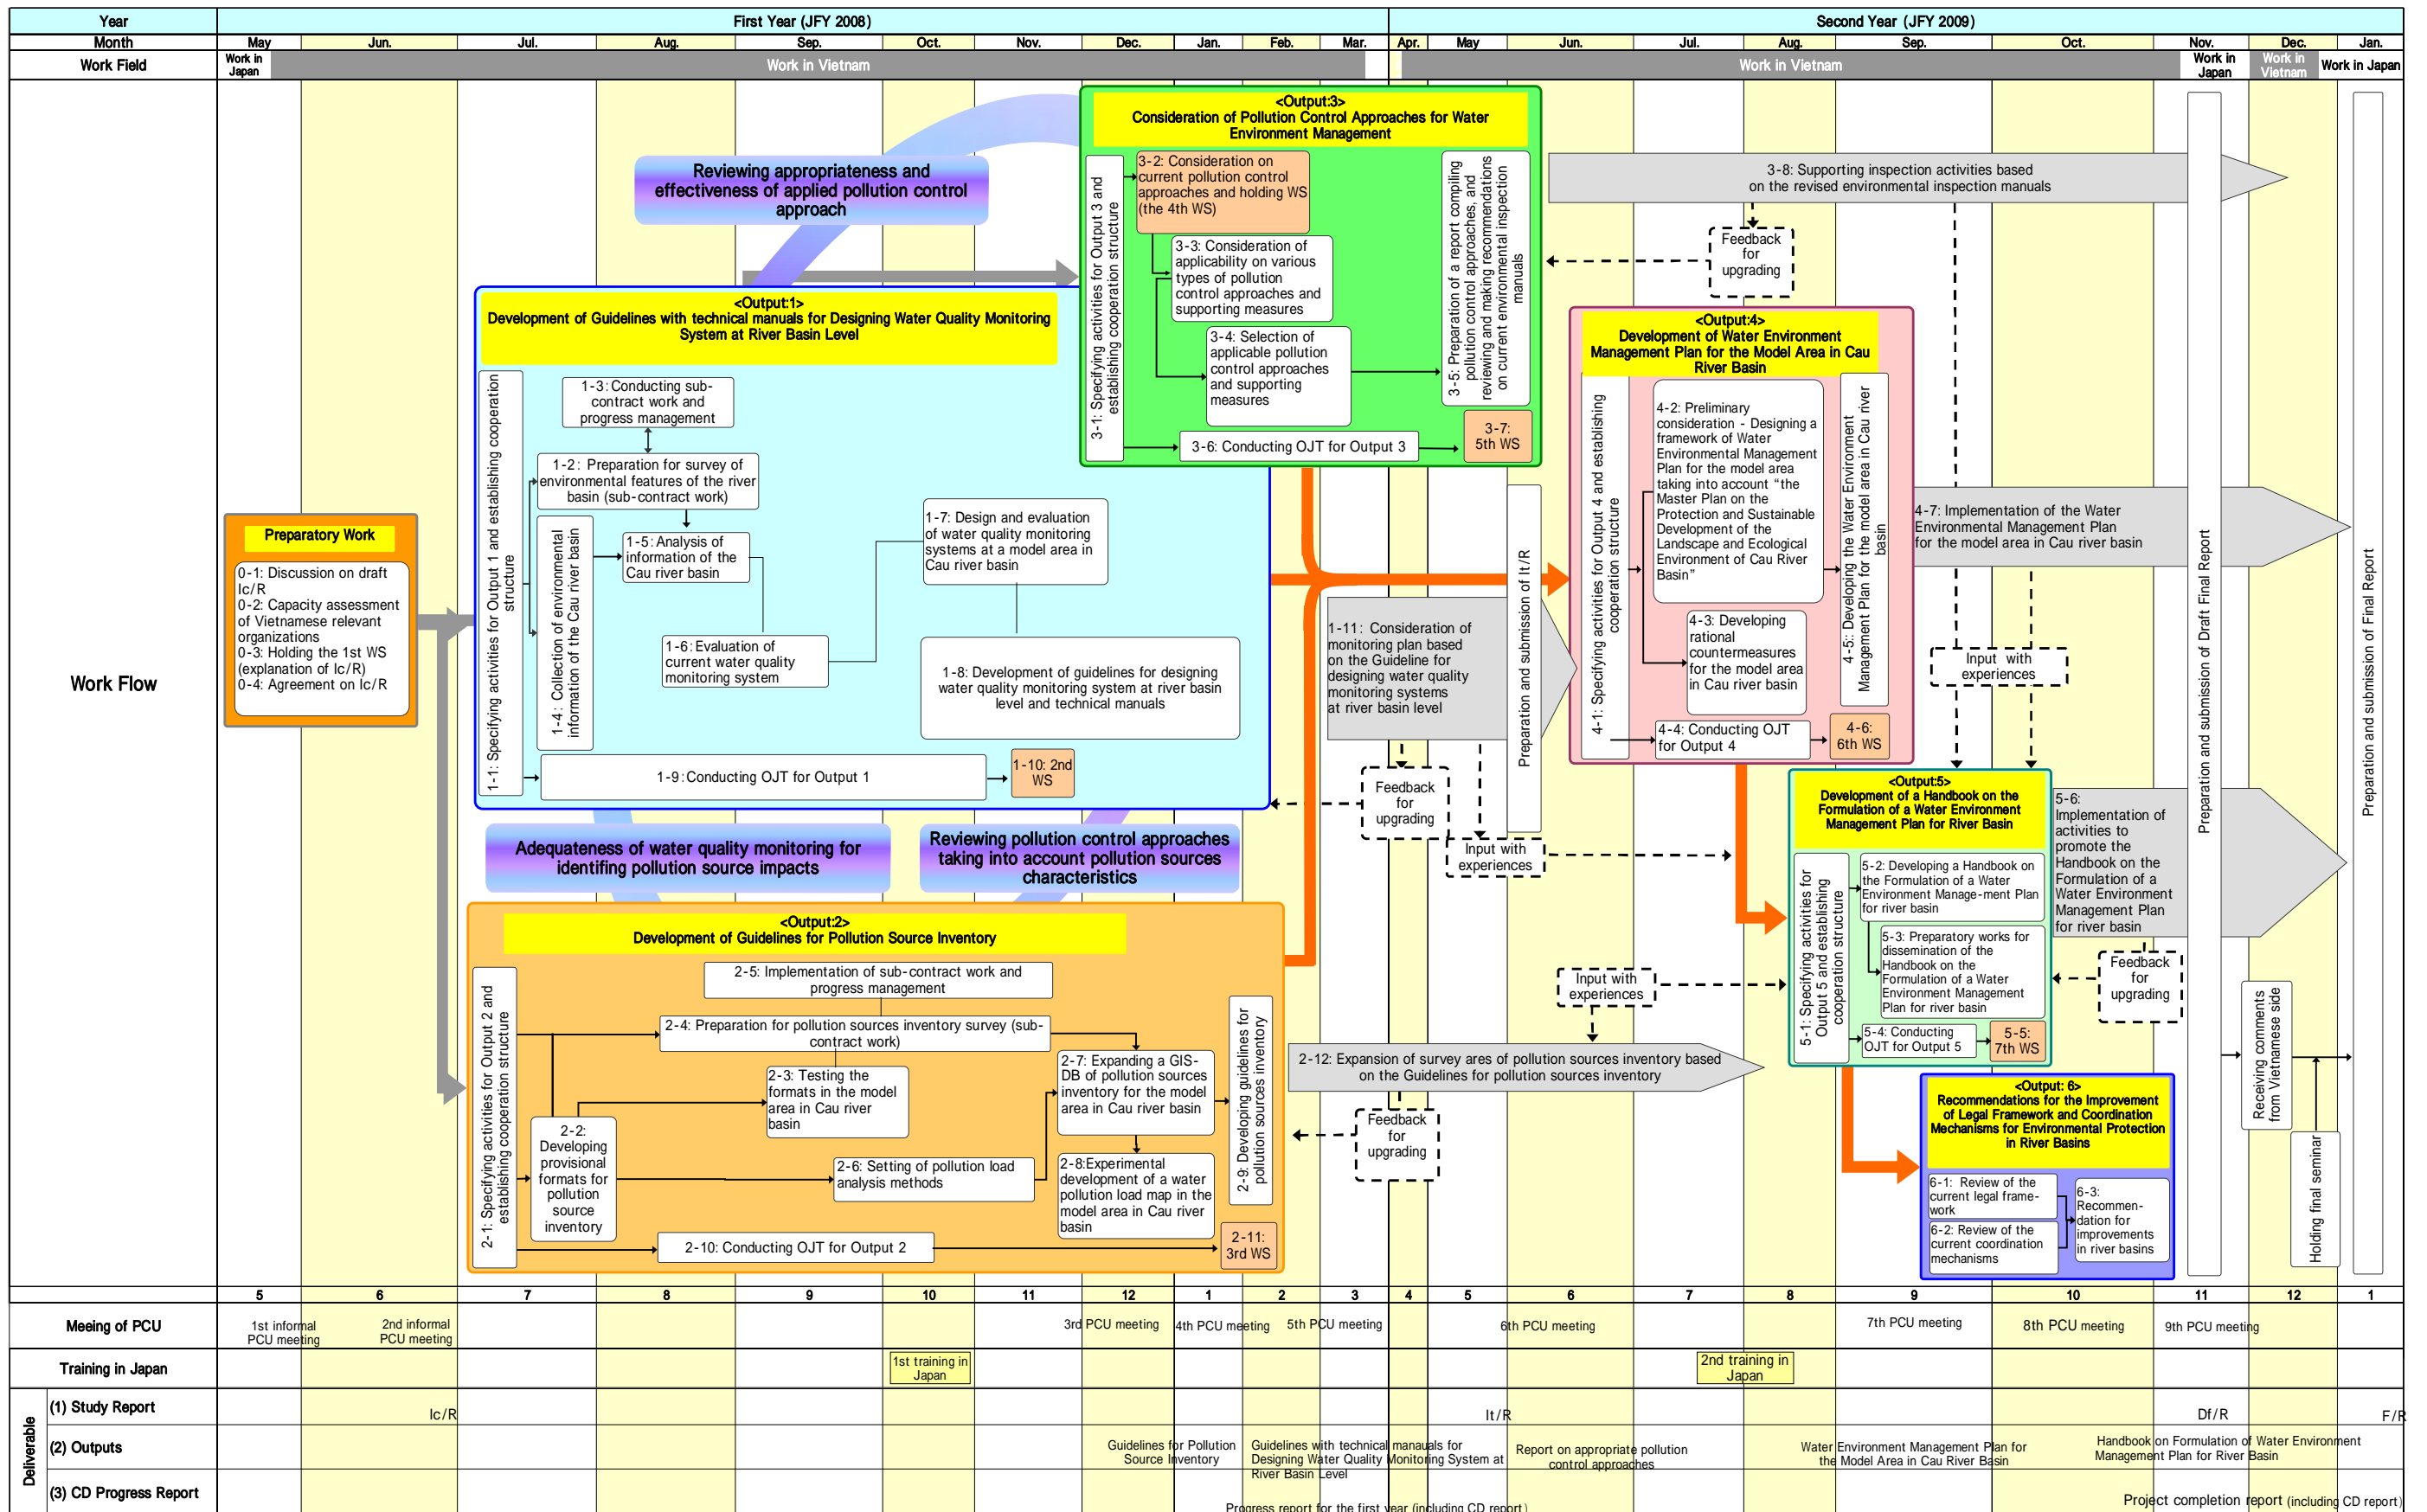 Year
First Year (JFY 2008)
Second Year (JFY 2009)
Month
May
Jun.
Jul.
Aug.
Sep.
Oct.
Nov.
Dec.
Jan.
Feb.
Mar.
Apr.
May
Jun.
Jul.
Aug.
Sep.
Oct.
Nov.
Dec.
Jan.
Work Field
Work in
Japan
Work in Vietnam
Work in Vietnam
Work in
Japan
Work in
Vietnam
Work in Japan
Work Flow
Preparatory Work
0-1: Discussion on draft
Ic/R
0-2: Capacity assessment
of Vietnamese relevant
organizations
0-3: Holding the 1st WS
(explanation of Ic/R)
0-4: Agreement on Ic/R
Reviewing appropriateness and
effectiveness of applied pollution control
approach
<Output:1>
Development of Guidelines with technical manuals for Designing Water Quality Monitoring
System at River Basin Level
1-1: Specifying activities for Output 1 and establishing cooperation
structure
1-3: Conducting sub-
contract work and
progress management
1-2: Preparation for survey of
environmental features of the river
basin (sub-contract work)
1-4: Collection of environmental
information of the Cau river basin
1-5: Analysis of
information of the
Cau river basin
1-6: Evaluation of
current water quality
monitoring system
1-7: Design and evaluation
of water quality monitoring
systems at a model area in
Cau river basin
1-8: Development of guidelines for designing
water quality monitoring system at river basin
level and technical manuals
1-9: Conducting OJT for Output 1
1-10: 2nd
WS
Adequateness of water quality monitoring for
identifing pollution source impacts
Reviewing pollution control approaches
taking into account pollution sources
characteristics
<Output:2>
Development of Guidelines for Pollution Source Inventory
2-1: Specifying activities for Output 2 and
establishing cooperation structure
2-5: Implementation of sub-contract work and
progress management
2-4: Preparation for pollution sources inventory survey (sub-
contract work)
2-3: Testing the
formats in the model
area in Cau river
basin
2-2:
Developing
provisional
formats for
pollution
source
inventory
2-6: Setting of pollution load
analysis methods
2-7: Expanding a GIS-
DB of pollution sources
inventory for the model
area in Cau river basin
2-8:Experimental
development of a water
pollution load map in the
model area in Cau river
basin
2-9: Developing guidelines for
pollution sources inventory
2-10: Conducting OJT for Output 2
2-11:
3rd WS
<Output:3>
Consideration of Pollution Control Approaches for Water
Environment Management
3-1: Specifying activities for Output 3 and
establishing cooperation structure
3-2: Consideration on
current pollution control
approaches and holding WS
(the 4th WS)
3-3: Consideration of
applicability on various
types of pollution
control approaches and
supporting measures
3-4: Selection of
applicable pollution
control approaches
and supporting
measures
3-5: Preparation of a report compiling
pollution control approaches, and
reviewing and making recommendations
on current environmental inspection
manuals
3-6: Conducting OJT for Output 3
3-7:
5th WS
3-8: Supporting inspection activities based
on the revised environmental inspection manuals
Feedback
for
upgrading
1-11: Consideration of
monitoring plan based
on the Guideline for
designing water quality
monitoring systems
at river basin level
Preparation and submission of It/R
Feedback
for
upgrading
Input with
experiences
<Output:4>
Development of Water Environment
Management Plan for the Model Area in Cau
River Basin
4-1: Specifying activities for Output 4 and establishing
cooperation structure
4-2: Preliminary
consideration - Designing a
framework of Water
Environmental Management
Plan for the model area
taking into account “the
Master Plan on the
Protection and Sustainable
Development of the
Landscape and Ecological
Environment of Cau River
Basin”
4-3: Developing
rational
countermeasures
for the model area
in Cau river basin
4-4: Conducting OJT
for Output 4
4-5: Developing the Water Environment
Management Plan for the model area in Cau river
basin
4-6:
6th WS
4-7: Implementation of the Water
Environmental Management Plan
for the model area in Cau river basin
Input with
experiences
<Output:5>
Development of a Handbook on the
Formulation of a Water Environment
Management Plan for River Basin
5-1: Specifying activities for
Output 5 and establishing
cooperation structure
5-2: Developing a Handbook on
the Formulation of a Water
Environment Manage-ment Plan
for river basin
5-3: Preparatory works for
dissemination of the
Handbook on the
Formulation of a Water
Environment Management
Plan for river basin
5-4: Conducting
OJT for Output 5
5-5:
7th WS
5-6:
Implementation of
activities to
promote the
Handbook on the
Formulation of a
Water Environment
Management Plan
for river basin
Feedback
for
upgrading
Input with
experiences
2-12: Expansion of survey ares of pollution sources inventory based
on the Guidelines for pollution sources inventory
Feedback
for
upgrading
<Output: 6>
Recommendations for the Improvement
of Legal Framework and Coordination
Mechanisms for Environmental Protection
in River Basins
6-1: Review of the
current legal frame-
work
6-2: Review of the
current coordination
mechanisms
6-3:
Recommen-
dation for
improvements
in river basins
Preparation and submission of Draft Final Report
Receiving comments
from Vietnamese side
Holding final seminar
Preparation and submission of Final Report
5
6
7
8
9
10
11
12
1
2
3
4
5
6
7
8
9
10
11
12
1
Meeing of PCU
1st informal
PCU meeting
2nd informal
PCU meeting
3rd PCU meeting
4th PCU meeting
5th PCU meeting
6th PCU meeting
7th PCU meeting
8th PCU meeting
9th PCU meeting
Training in Japan
1st training in
Japan
2nd training in
Japan
Deliverable
(1) Study Report
Ic/R
It/R
Df/R
F/R
(2) Outputs
Guidelines for Pollution
Source Inventory
Guidelines with technical manauals for
Designing Water Quality Monitoring System at
River Basin Level
Report on appropriate pollution
control approaches
Water Environment Management Plan for
the Model Area in Cau River Basin
Handbook on Formulation of Water Environment
Management Plan for River Basin
(3) CD Progress Report
Progress report for the first year (including CD report)
Project completion report (including CD report)